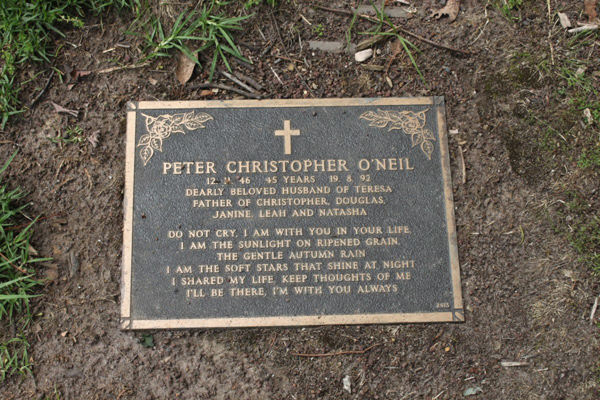 PETER CHRISTOPHER O'NEIL
12. 11. '46 45 YEARS 19. 8. 92
DEARLY BELOVED HUSBAND OF TERESA
FATHER OF CHRISTOPHER, DOUGLAS,
JANINE, LEAH AND NATASHA
DO NOT CRY, I AM WITH YOU IN YOUR LIFE,
I AM THE SUNLIGHT ON RIPENED GRAIN,
THE GENTLE AUTUMN RAIN
I AM THE SOFT STARS THAT SHINE AT NIGHT
I SHARED MY LIFE, KEEP THOUGHTS OF ME
I'LL BE THERE, I'M WITH YOU ALWAYS